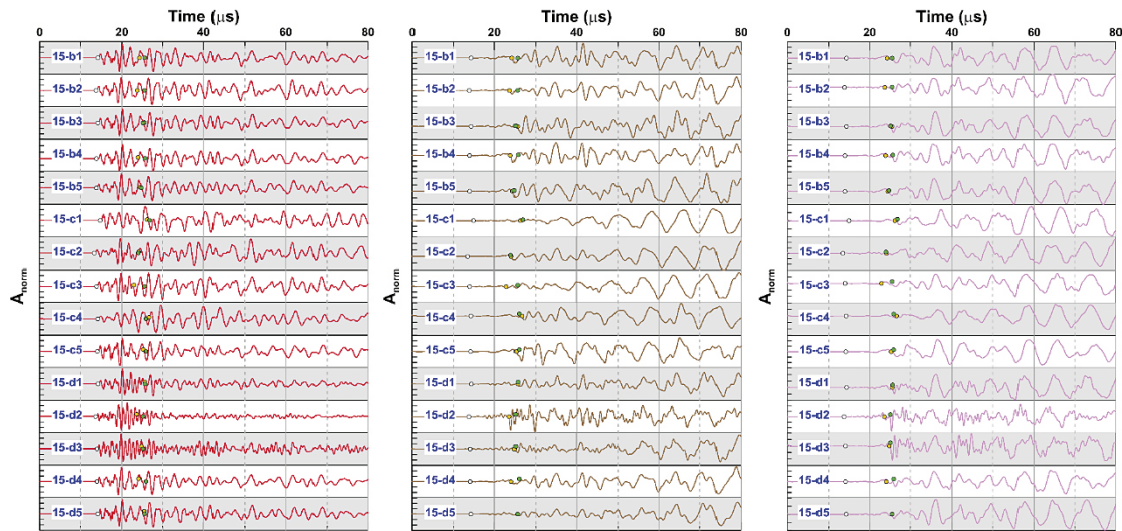 Time (μs) Time (μs) Time (μs)
0 20 40 60 80 0 20 40 60 80 0 20 40 60 80
15-b1 15-b1 15-b1
15-b2 15-b2 15-b2
15-b3 15-b3 15-b3
15-b4 15-b4 15-b4
15-b5 15-b5 15-b5
15-c1 15-c1 15-c1
15-c2 15-c2 15-c2
15-c3 15-c3 15-c3
Anorm Anorm Anorm
15-c4 15-c4 15-c4
15-c5 15-c5 15-c5
15-d1 15-d1 15-d1
15-d2 15-d2 15-d2
15-d3 15-d3 15-d3
15-d4 15-d4 15-d4
15-d5 15-d5 15-d5